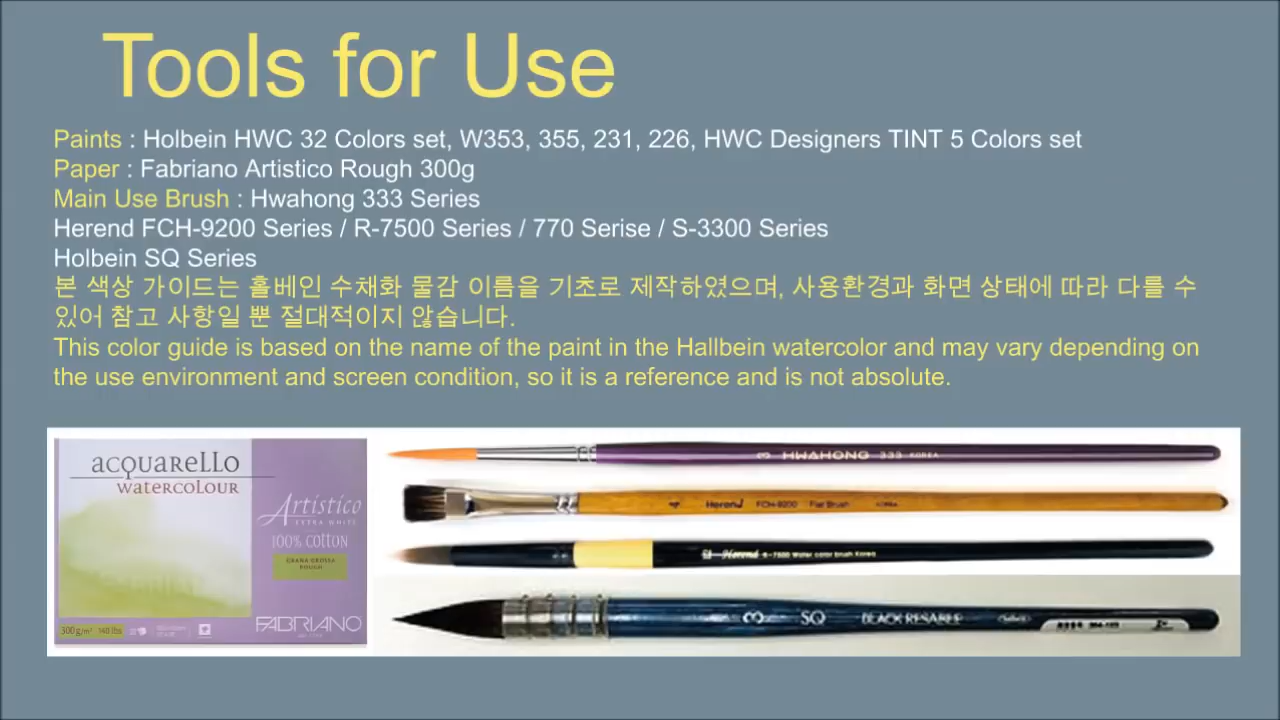 Tools for Use
Paints : Holbein HWC 32 Colors set, W353, 355, 231, 226, HWC Designers TINT 5 Colors set
Paper : Fabriano Artistico Rough 300g
Main Use Brush : Hwahong 333 Series
Herend FCH-9200 Series / R-7500 Series / 770 Serise / S-3300 Series
Holbein SQ Series
본 색상 가이드는 홀베인 수채화 물감 이름을 기초로 제작하였으며, 사용환경과 화면 상태에 따라 다를 수
있어 참고 사항일 뿐 절대적이지 않습니다.
This color guide is based on the name of the paint in the Hallbein watercolor and may vary depending on
the use environment and screen condition, so it is a reference and is not absolute.
acquarello
watercolour
Artistico
EXTRA WHITE
100% COTTON
GRANA GROSSA
ROUGH
FABRIANO
300 g/m² 140 lbs
3 HWAHONG 333 KOREA
4 Herend FCH-9200 Flat Brush KOREA
Herend R-7500 Water color brush Korea
3 SQ BLACK RESABLE